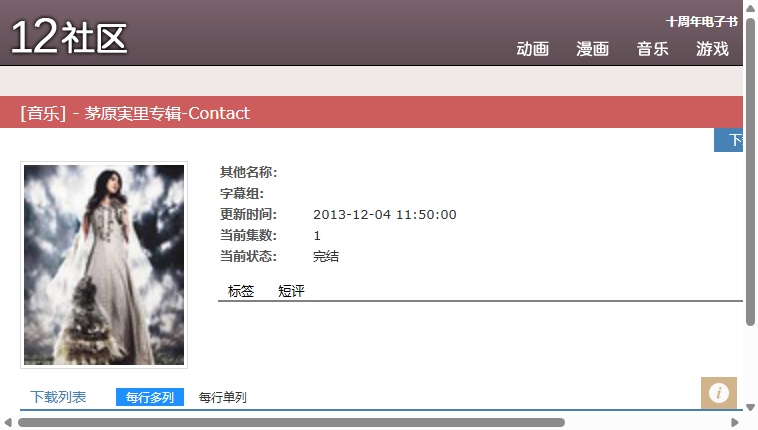 12社区
十周年电子书
动画 漫画 音乐 游戏
[音乐] - 茅原実里专辑-Contact
其他名称:
字幕组:
更新时间: 2013-12-04 11:50:00
当前集数: 1
当前状态: 完结
标签 短评
下载列表 每行多列 每行单列